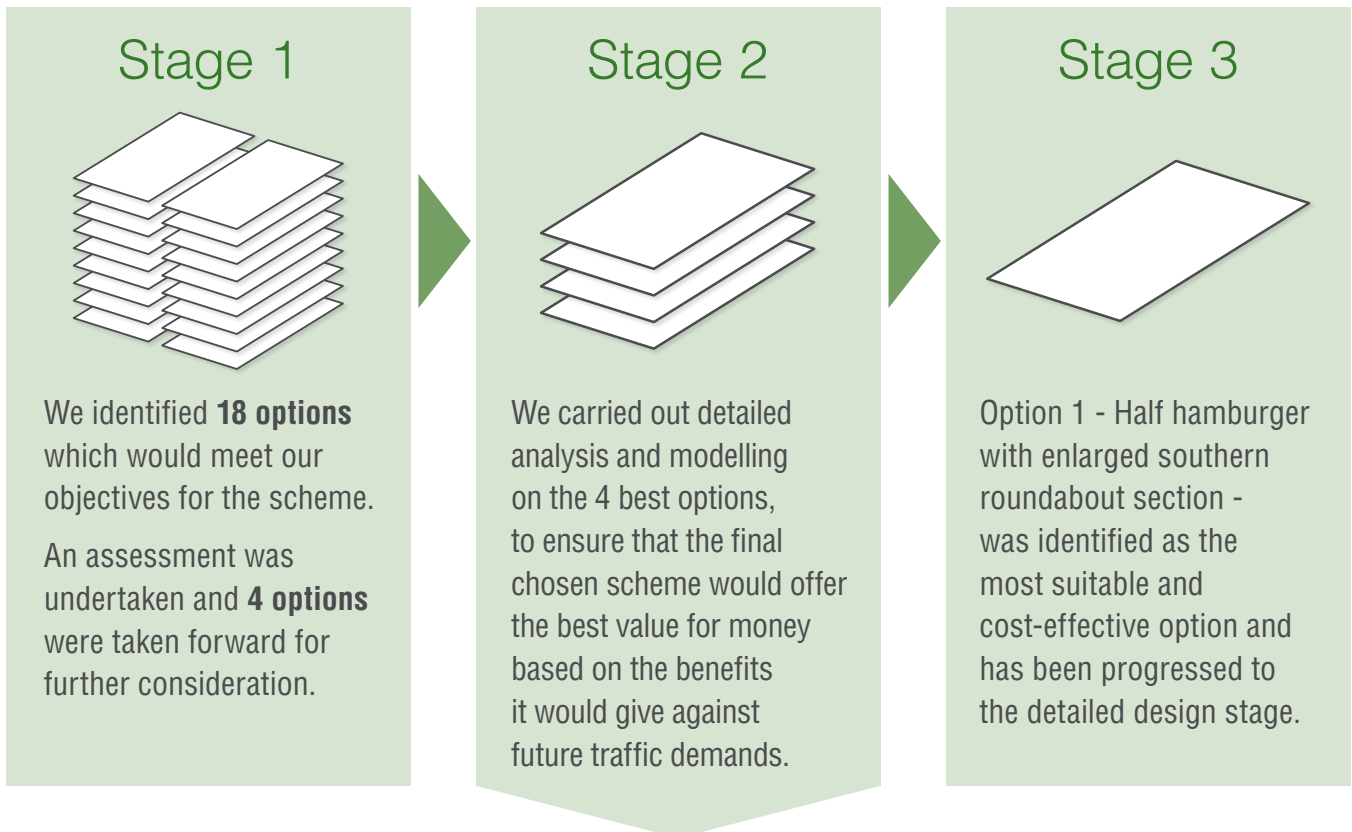 Stage 1
We identified 18 options
which would meet our
objectives for the scheme.
An assessment was
undertaken and 4 options
were taken forward for
further consideration.
Stage 2
We carried out detailed
analysis and modelling
on the 4 best options,
to ensure that the final
chosen scheme would offer
the best value for money
based on the benefits
it would give against
future traffic demands.
Stage 3
Option 1 - Half hamburger
with enlarged southern
roundabout section -
was identified as the
most suitable and
cost-effective option and
has been progressed to
the detailed design stage.